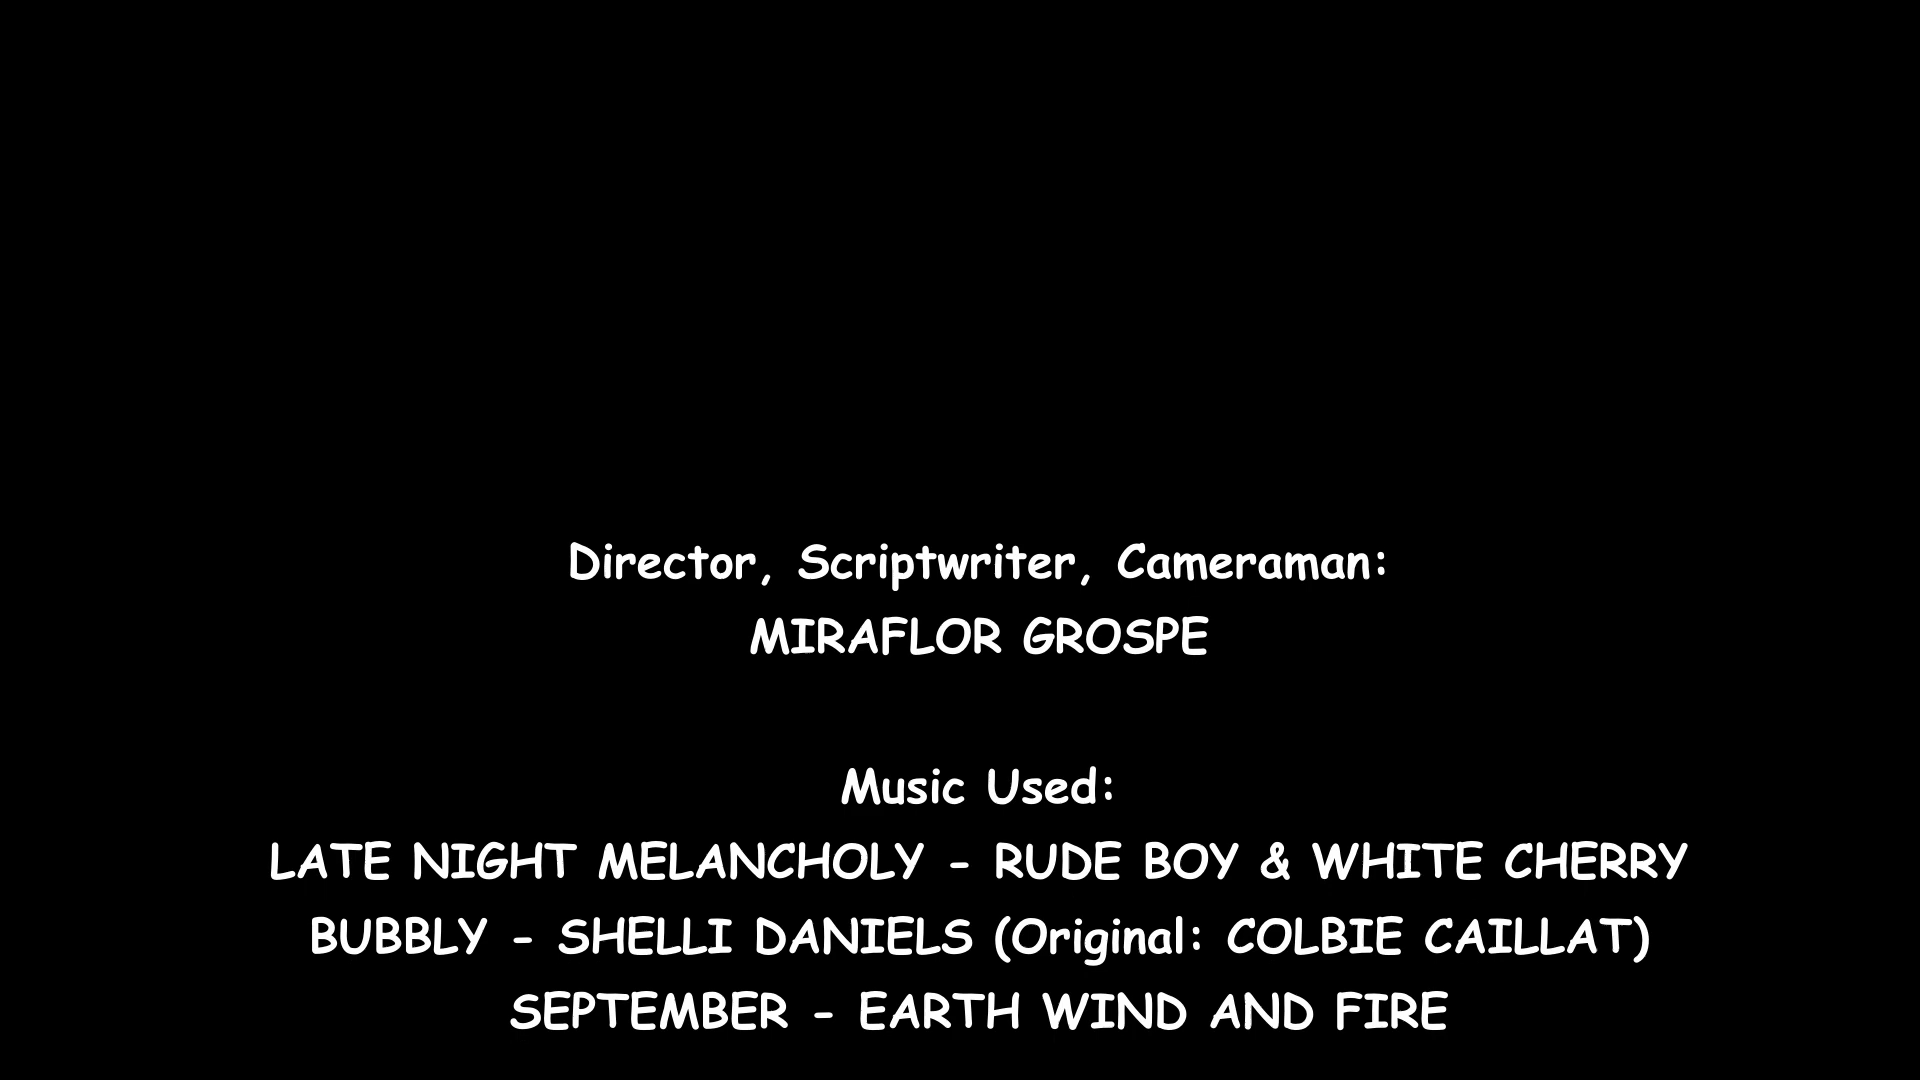 Director, Scriptwriter, Cameraman:
MIRAFLOR GROSPE
Music Used:
LATE NIGHT MELANCHOLY - RUDE BOY & WHITE CHERRY
BUBBLY - SHELLI DANIELS (Original: COLBIE CAILLAT)
SEPTEMBER - EARTH WIND AND FIRE